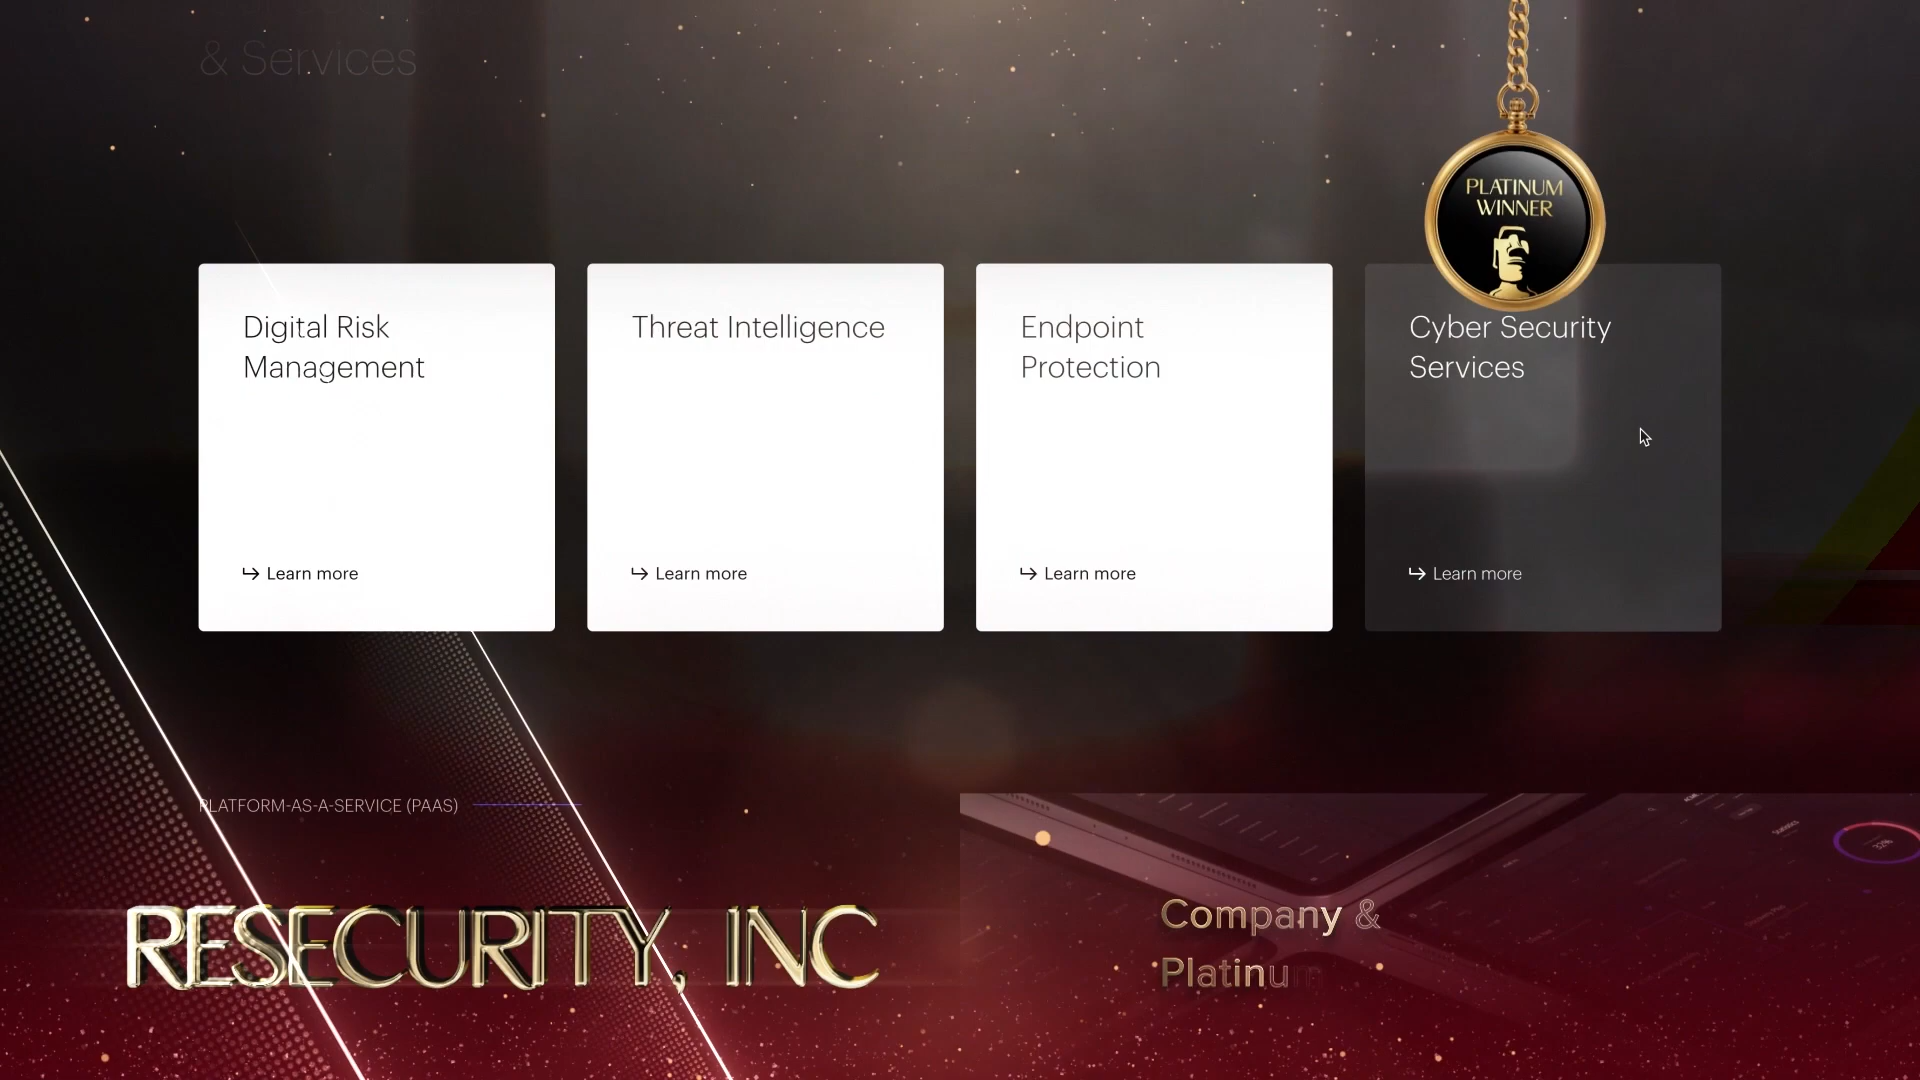 & Services
PLATINUM
WINNER
Digital Risk
Management
Learn more
Threat Intelligence
Learn more
Endpoint
Protection
Learn more
Cyber Security
Services
Learn more
PLATFORM-AS-A-SERVICE (PAAS)
RESECURITY, INC
Company &
Platinum